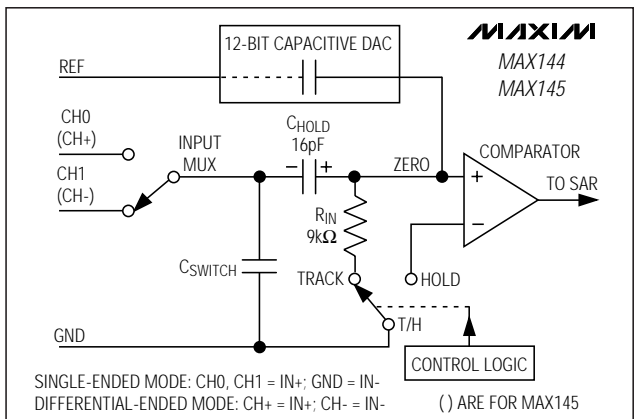 12-BIT CAPACITIVE DAC
MAXIM
MAX144
MAX145
REF
CH0
(CH+)
CH1
(CH-)
INPUT
MUX
CHOLD
16pF
− +
ZERO
COMPARATOR
+
−
TO SAR
RIN
9kΩ
CSWITCH
TRACK
HOLD
T/H
GND
CONTROL LOGIC
SINGLE-ENDED MODE: CH0, CH1 = IN+; GND = IN-
DIFFERENTIAL-ENDED MODE: CH+ = IN+; CH- = IN-
( ) ARE FOR MAX145